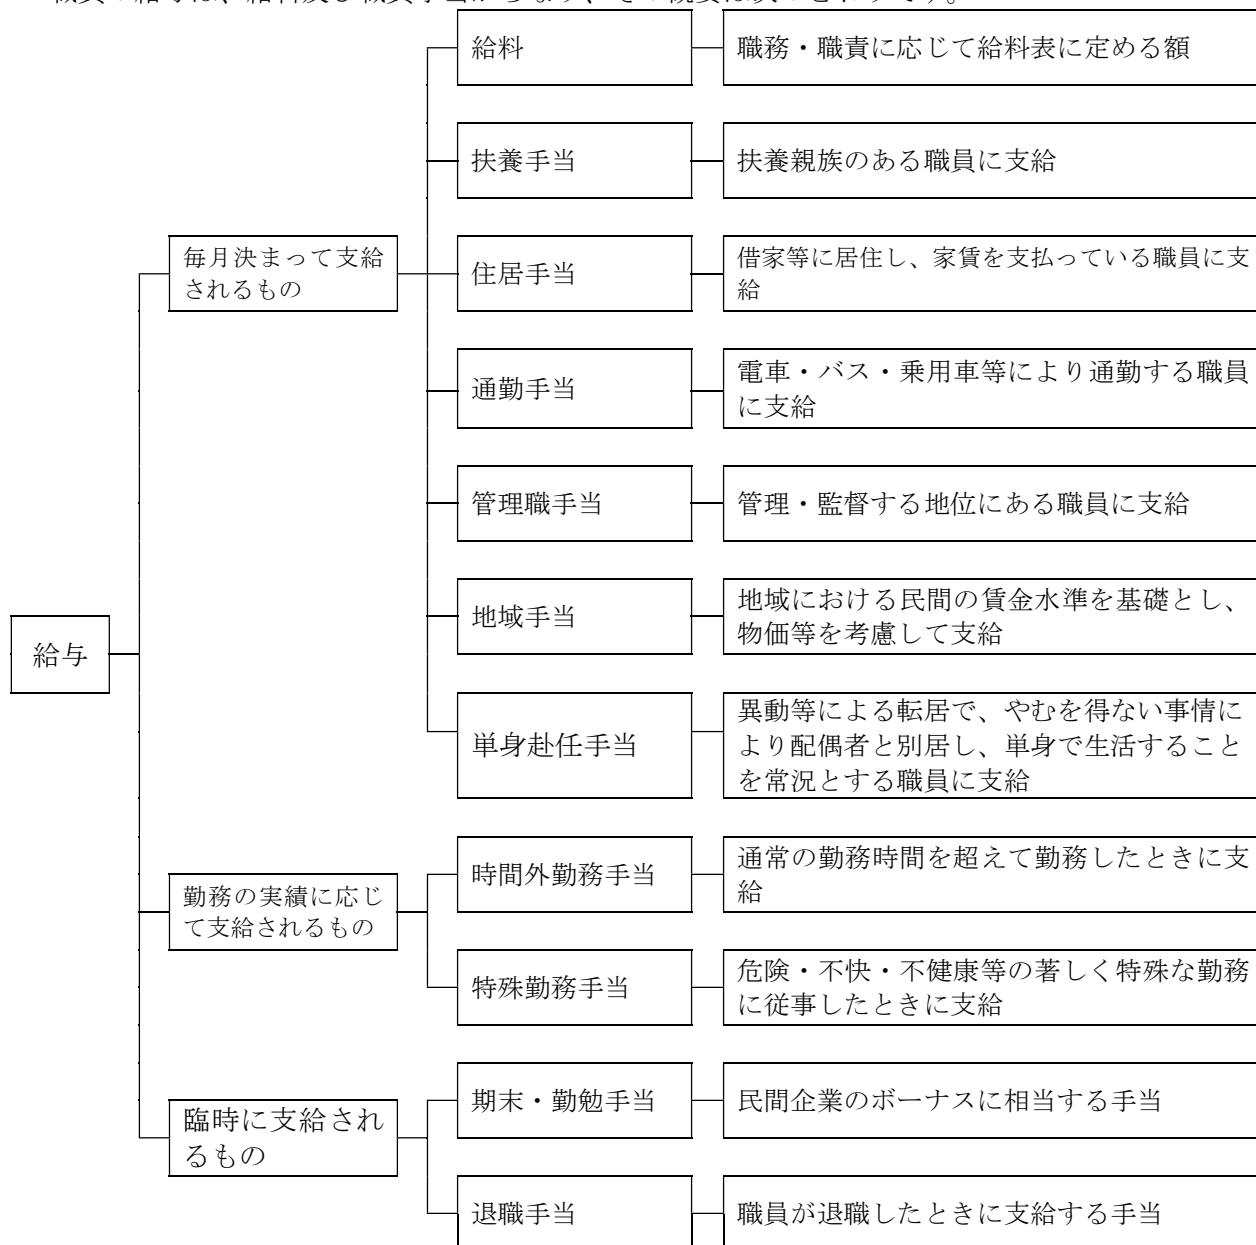 給料
職務・職責に応じて給料表に定める額
扶養手当
扶養親族のある職員に支給
毎月決まって支給
されるもの
住居手当
借家等に居住し、家賃を支払っている職員に支
給
通勤手当
電車・バス・乗用車等により通勤する職員
に支給
管理職手当
管理・監督する地位にある職員に支給
地域手当
地域における民間の賃金水準を基礎とし、
物価等を考慮して支給
給与
単身赴任手当
異動等による転居で、やむを得ない事情に
より配偶者と別居し、単身で生活すること
を常況とする職員に支給
勤務の実績に応じ
て支給されるもの
時間外勤務手当
通常の勤務時間を超えて勤務したときに支
給
特殊勤務手当
危険・不快・不健康等の著しく特殊な勤務
に従事したときに支給
臨時に支給され
るもの
期末・勤勉手当
民間企業のボーナスに相当する手当
退職手当
職員が退職したときに支給する手当